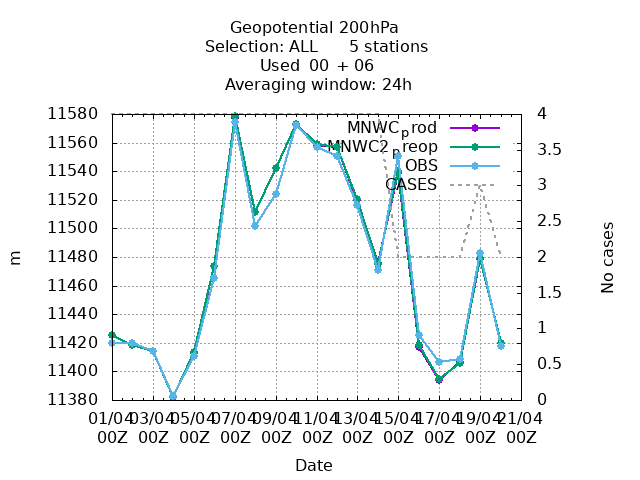 Geopotential 200hPa
Selection: ALL 5 stations
Used 00 + 06
Averaging window: 24h
11580
11560
11540
11520
11500
11480
11460
11440
11420
11400
11380
4
3.5
3
2.5
2
1.5
1
0.5
0
m
No cases
MNWC_prod
MNWC2_preop
OBS
CASES
01/04 03/04 05/04 07/04 09/04 11/04 13/04 15/04 17/04 19/04 21/04
00Z 00Z 00Z 00Z 00Z 00Z 00Z 00Z 00Z 00Z 00Z
Date